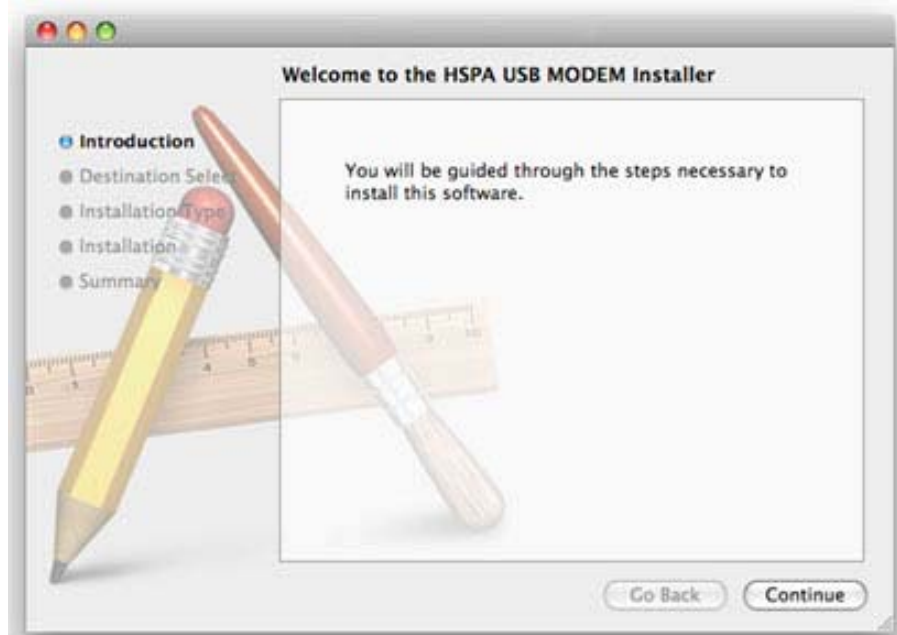 Welcome to the HSPA USB MODEM Installer
Introduction
Destination Select
Installation Type
Installation
Summary
You will be guided through the steps necessary to
install this software.
Go Back
Continue